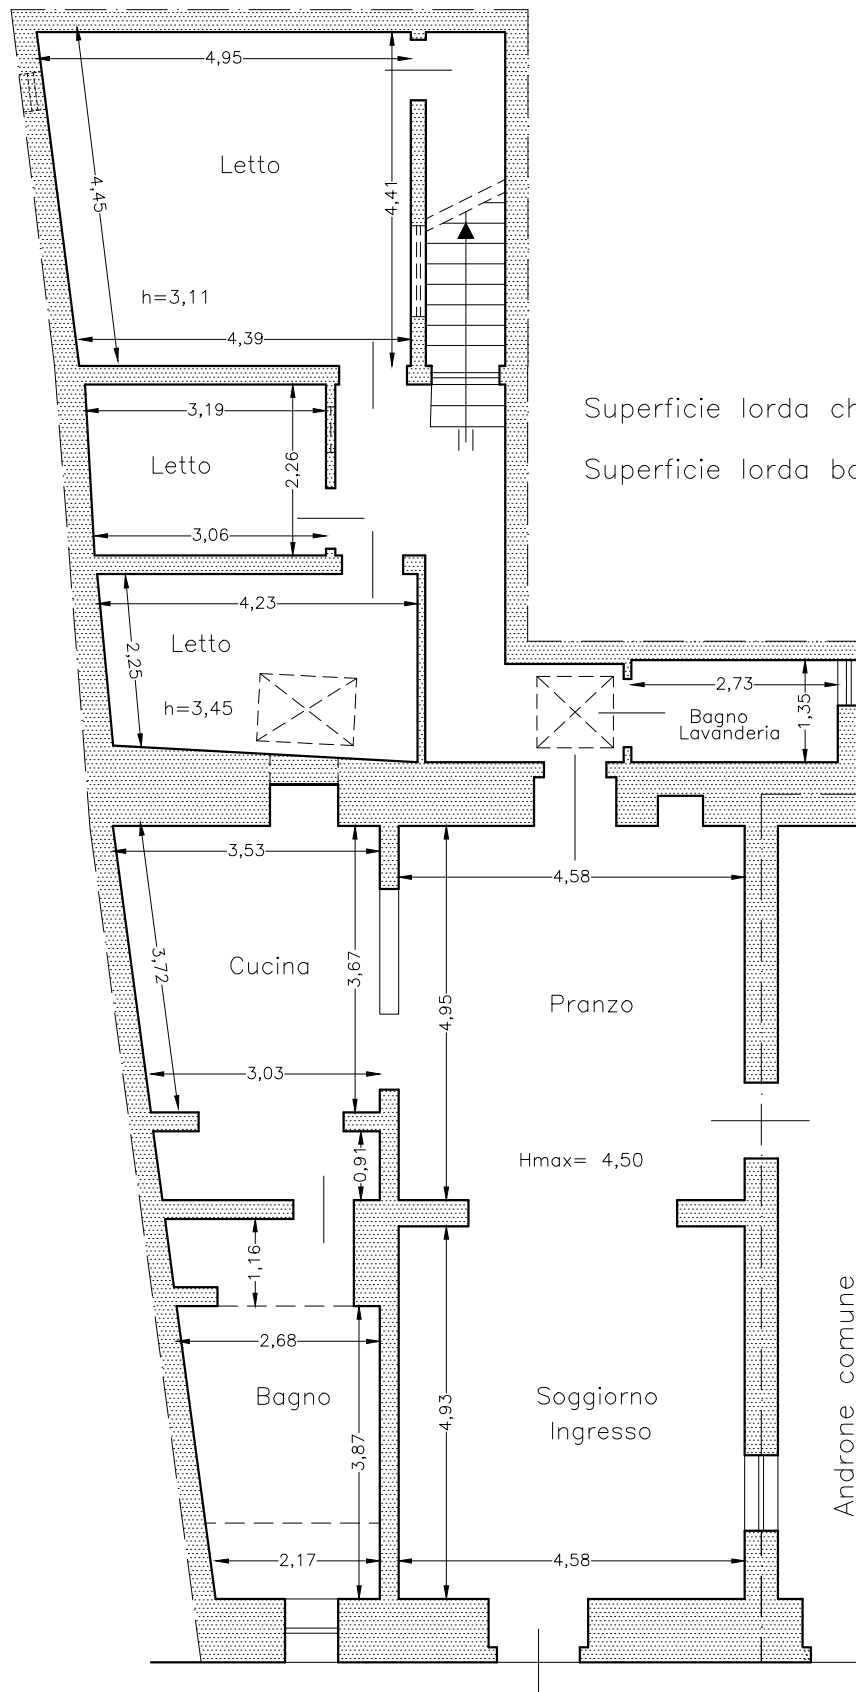 4,95
Letto
4,45
4,41
h=3,11
4,39
3,19
Superficie lorda
Letto
2,26
Superficie lorda
3,06
4,23
Letto
2,25
h=3,45
2,73
Bagno
Lavanderia
1,35
3,53
4,58
3,72
Cucina
3,67
4,95
Pranzo
3,03
0,91
Hmax= 4,50
1,16
2,68
Bagno
3,87
4,93
Soggiorno
Ingresso
Androne comune
2,17
4,58